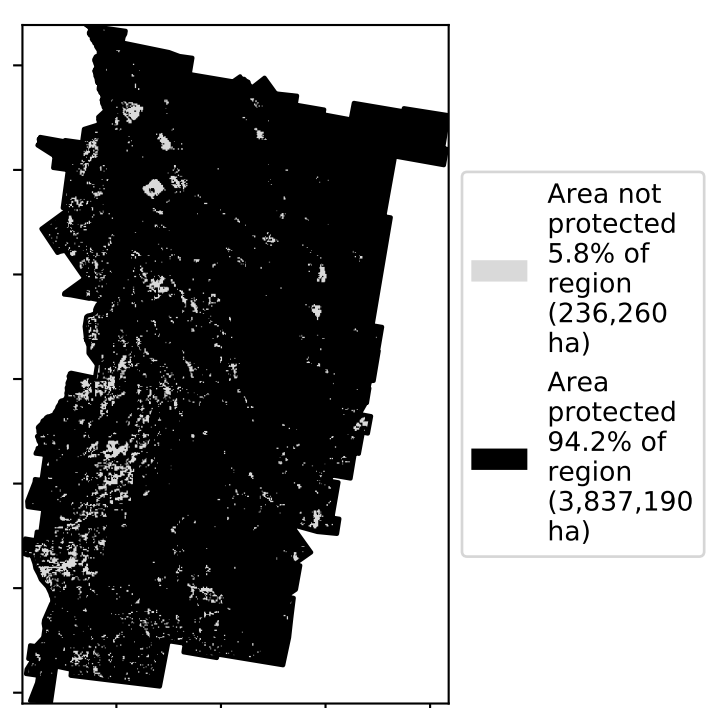 Area not
protected
5.8% of
region
(236,260
ha)
Area
protected
94.2% of
region
(3,837,190
ha)